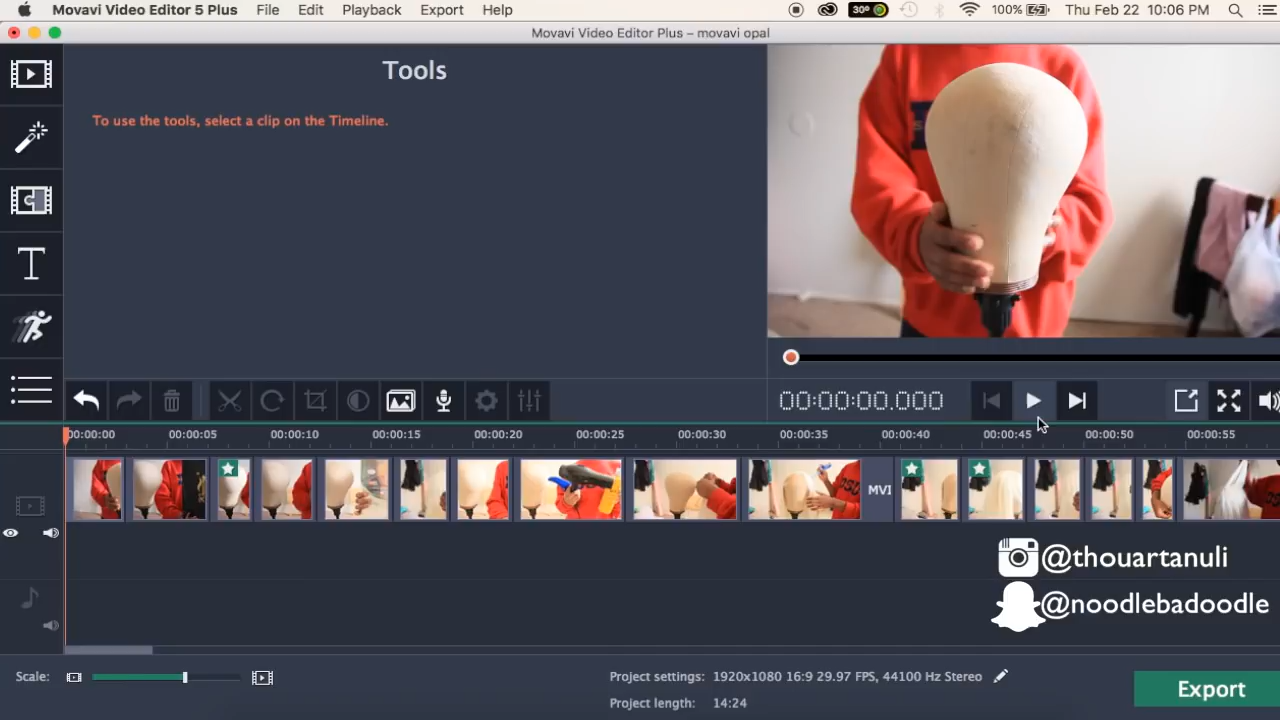 Movavi Video Editor 5 Plus File Edit Playback Export Help 30° 100% Thu Feb 22 10:06 PM
Movavi Video Editor Plus – movavi opal
Tools
To use the tools, select a clip on the Timeline.
T
00:00:00.000
00:00:00 00:00:05 00:00:10 00:00:15 00:00:20 00:00:25 00:00:30 00:00:35 00:00:40 00:00:45 00:00:50 00:00:55
MVI
@thouartanuli
@noodlebadoodle
Scale:
Project settings: 1920x1080 16:9 29.97 FPS, 44100 Hz Stereo
Project length: 14:24
Export